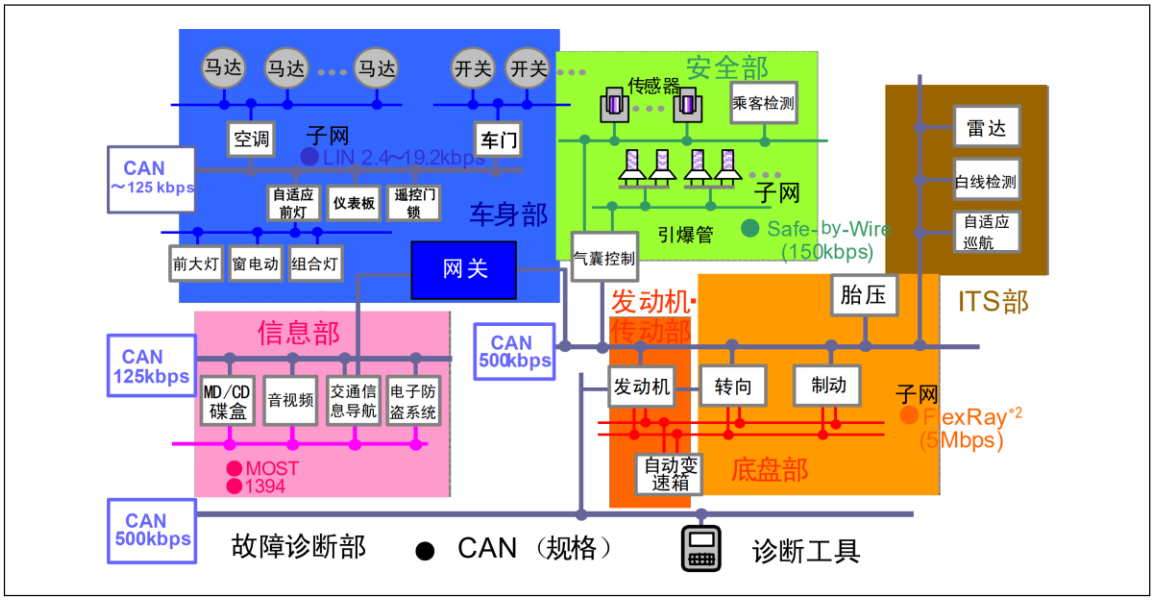 马达
马达
马达
开关
开关
空调
子网
LIN 2.4~19.2kbps
车门
CAN
~125 kbps
自适应
前灯
仪表板
遥控门
锁
车身部
前大灯
窗电动
组合灯
网关
安全部
传感器
乘客检测
子网
引爆管
Safe-by-Wire
(150kbps)
气囊控制
雷达
白线检测
自适应
巡航
ITS部
信息部
CAN
125kbps
MD/CD
碟盒
音视频
交通信
息导航
电子防
盗系统
MOST
1394
CAN
500kbps
发动机·
传动部
胎压
发动机
转向
制动
子网
FlexRay*2
(5Mbps)
自动变
速箱
底盘部
CAN
500kbps
故障诊断部
CAN（规格）
诊断工具